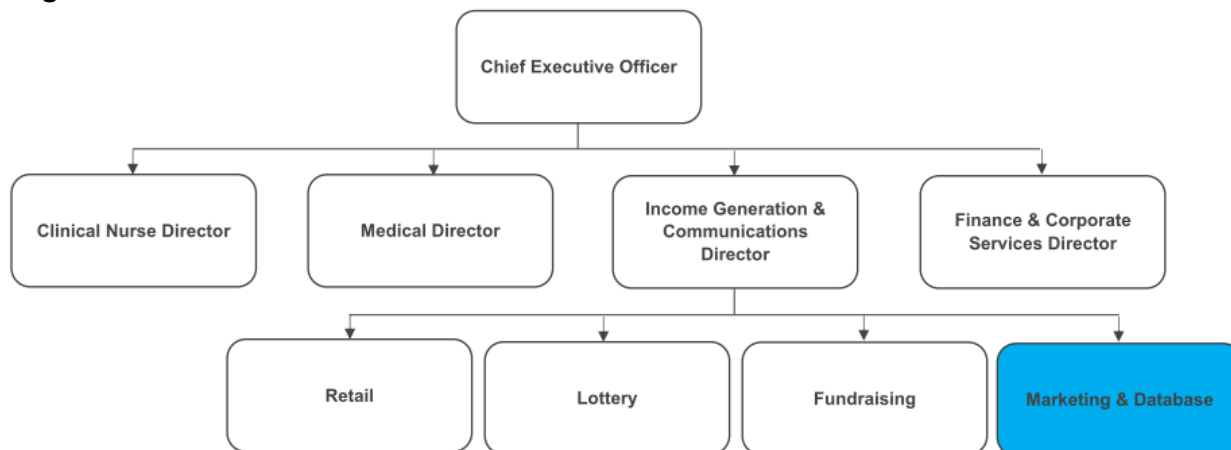 Chief Executive Officer
Clinical Nurse Director
Medical Director
Income Generation &
Communications
Director
Finance & Corporate
Services Director
Retail
Lottery
Fundraising
Marketing & Database